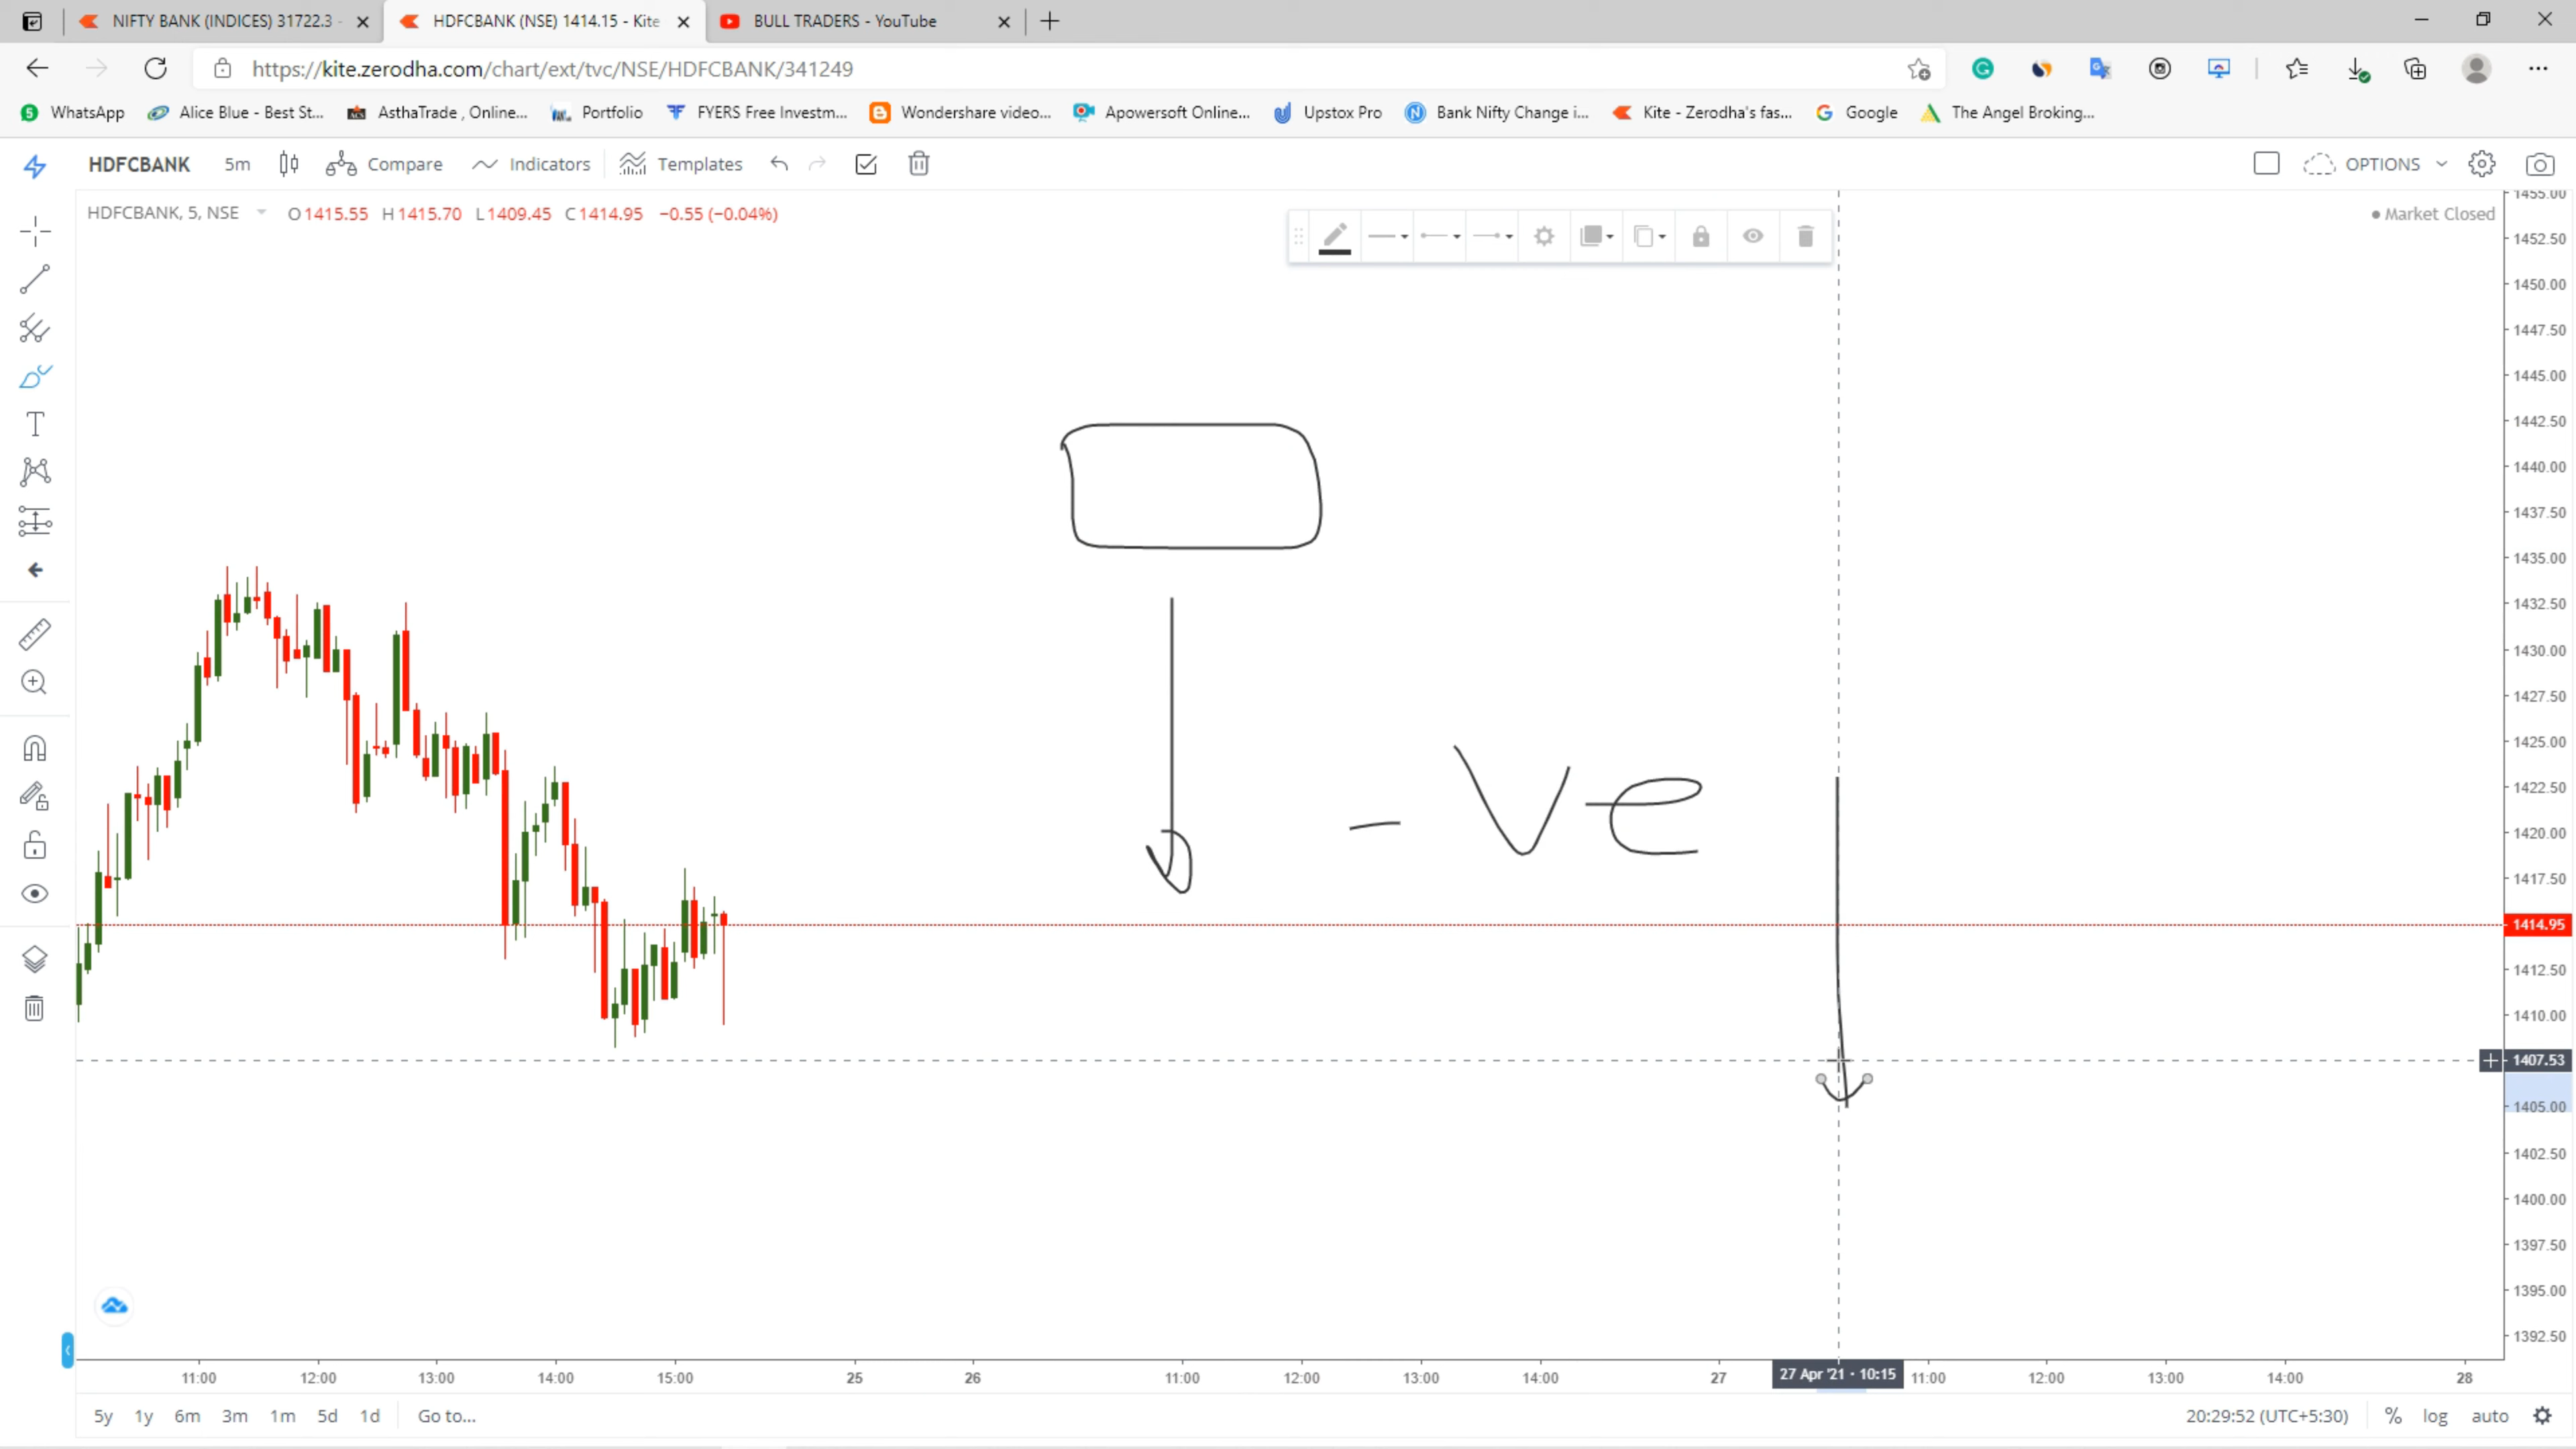 NIFTY BANK (INDICES) 31722.3 -
HDFCBANK (NSE) 1414.15 - Kite
BULL TRADERS - YouTube
https://kite.zerodha.com/chart/ext/tvc/NSE/HDFCBANK/341249
WhatsApp
Alice Blue - Best St...
AsthaTrade , Online...
Portfolio
FYERS Free Investm...
Wondershare video...
Apowersoft Online...
Upstox Pro
Bank Nifty Change i...
Kite - Zerodha's fas...
Google
The Angel Broking...
HDFCBANK
5m
Compare
Indicators
Templates
OPTIONS
HDFCBANK, 5, NSE
O1415.55 H1415.70 L1409.45 C1414.95 −0.55 (−0.04%)
Market Closed
1455.00
1452.50
1450.00
1447.50
1445.00
1442.50
1440.00
1437.50
1435.00
1432.50
1430.00
1427.50
1425.00
1422.50
1420.00
1417.50
1414.95
1412.50
1410.00
1407.53
1405.00
1402.50
1400.00
1397.50
1395.00
1392.50
- Ve
11:00
12:00
13:00
14:00
15:00
25
26
11:00
12:00
13:00
14:00
27
27 Apr '21 · 10:15
11:00
12:00
13:00
14:00
28
5y
1y
6m
3m
1m
5d
1d
Go to...
20:29:52 (UTC+5:30)
%
log
auto